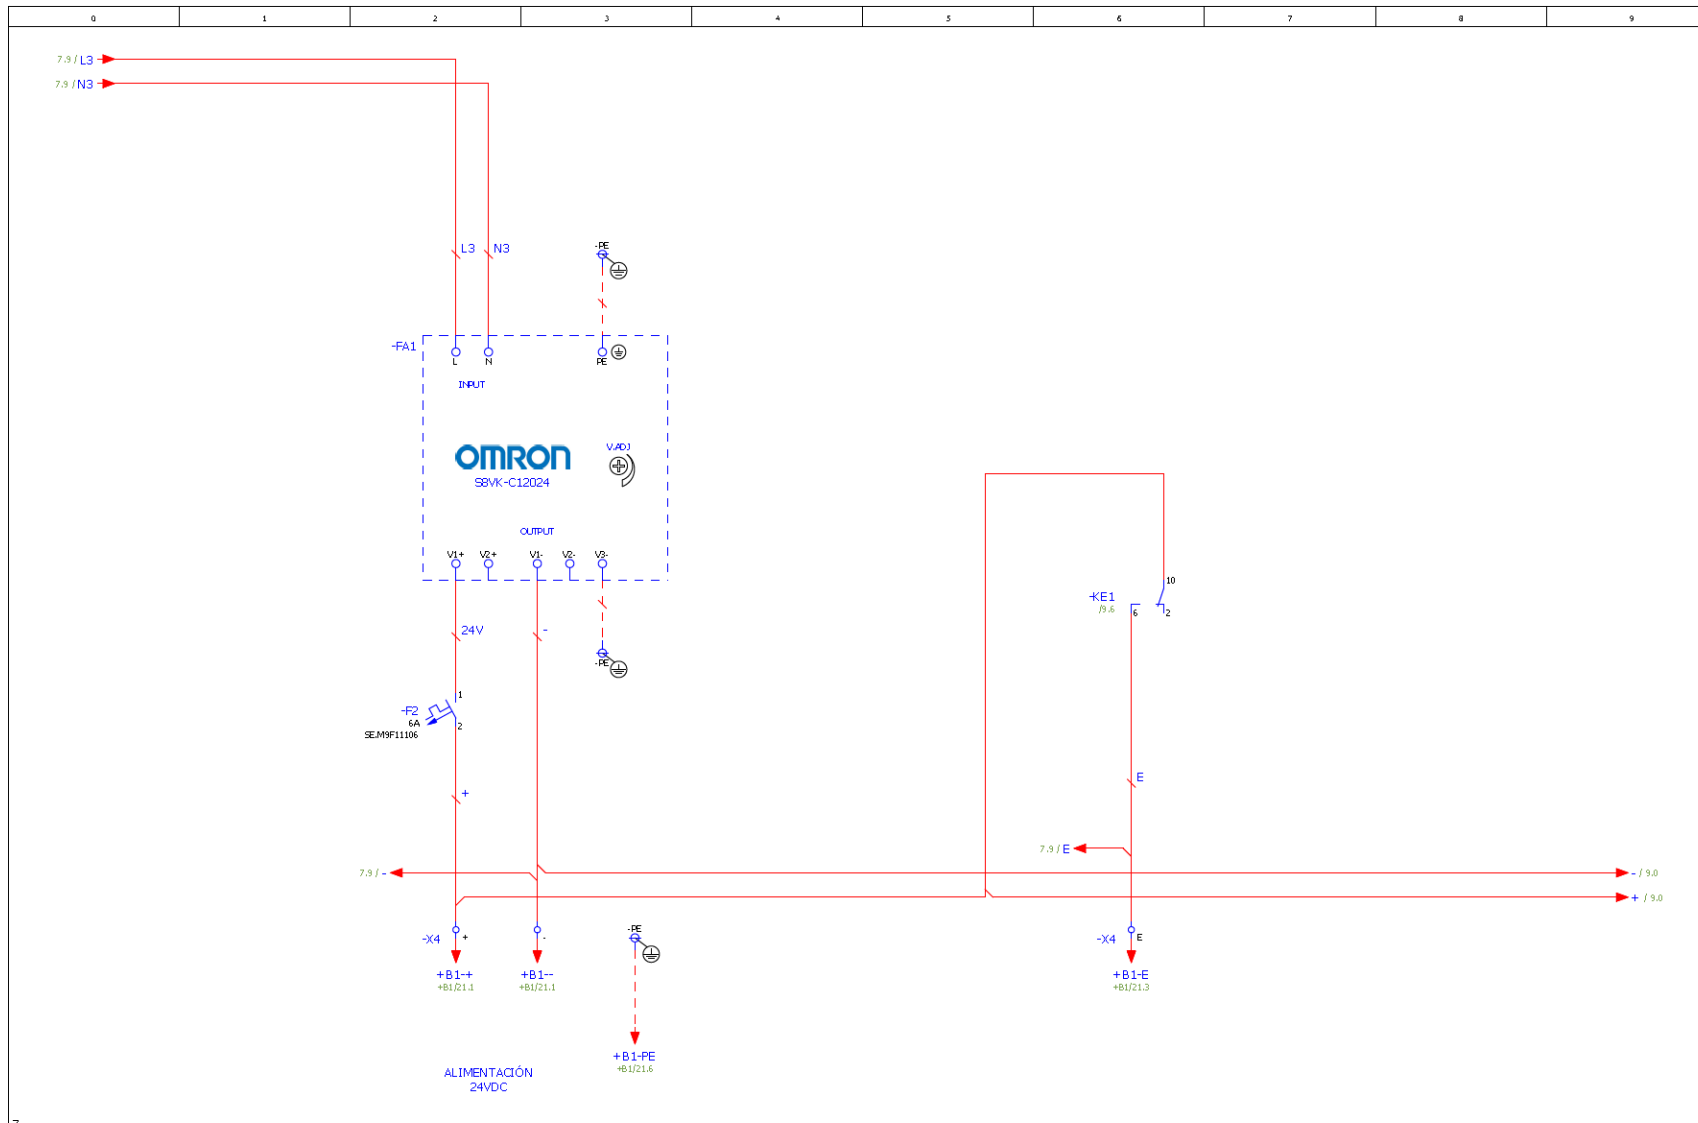 0 1 2 3 4 5 6 7 8 9
7.9 / L3
7.9 / N3
L3 N3
-PE
-FA1
L N PE
INPUT
OMRON
V.ADJ
S8VK-C12024
OUTPUT
V1+ V2+ V1- V2- V3-
10
-KE1
/9.6
6 2
24V -
-PE
1
-F2
6A
2
SE.M9F11106
E
+
7.9 / E
7.9 / -
- / 9.0
+ / 9.0
-PE
-X4 + -
-X4 E
+B1-+ +B1-- +B1-E
+B1/21.1 +B1/21.1 +B1/21.3
+B1-PE
+B1/21.6
ALIMENTACIÓN
24VDC